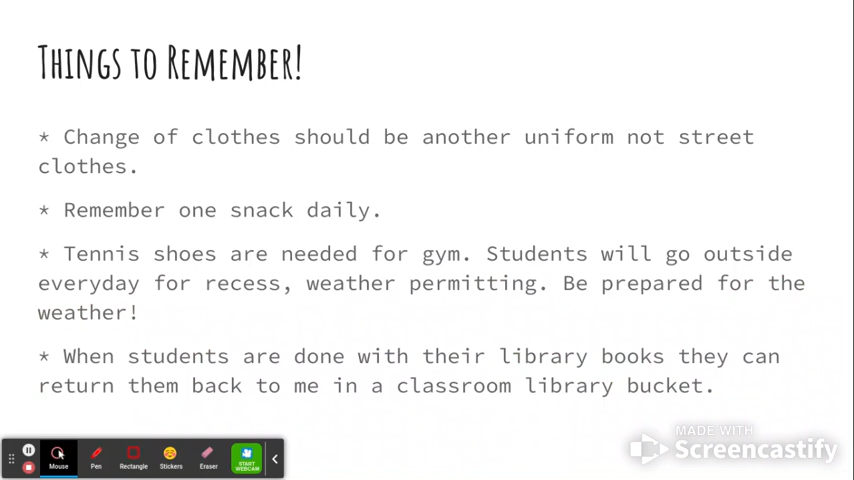 Things to Remember!
* Change of clothes should be another uniform not street
clothes.
* Remember one snack daily.
* Tennis shoes are needed for gym. Students will go outside
everyday for recess, weather permitting. Be prepared for the
weather!
* When students are done with their library books they can
return them back to me in a classroom library bucket.
MADE WITH
Screencastify
Mouse Pen Rectangle Stickers Eraser START
WEBCAM